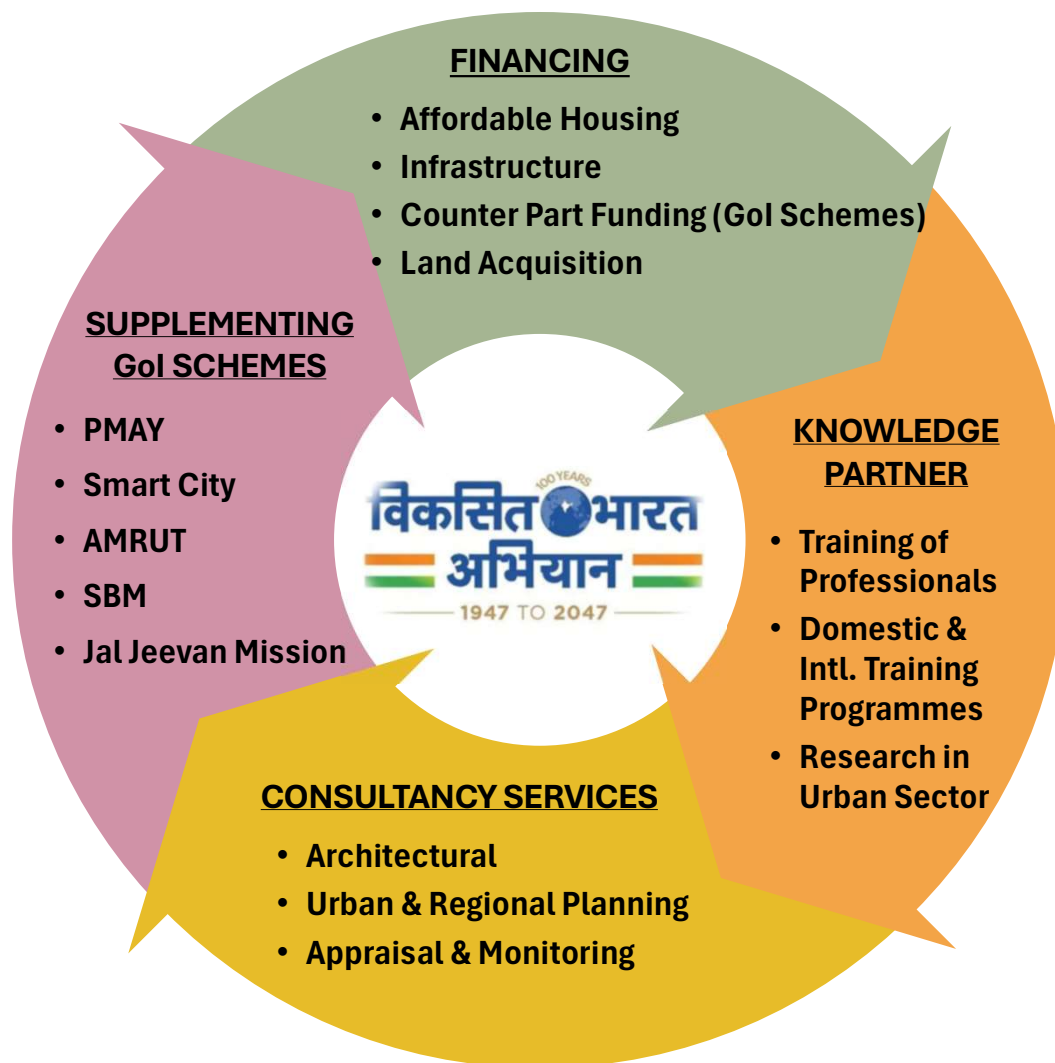 FINANCING
• Affordable Housing
• Infrastructure
• Counter Part Funding (GoI Schemes)
• Land Acquisition
KNOWLEDGE
PARTNER
• Training of
Professionals
• Domestic &
Intl. Training
Programmes
• Research in
Urban Sector
CONSULTANCY SERVICES
• Architectural
• Urban & Regional Planning
• Appraisal & Monitoring
SUPPLEMENTING
GoI SCHEMES
• PMAY
• Smart City
• AMRUT
• SBM
• Jal Jeevan Mission
100 YEARS
विकसित भारत
अभियान
1947 TO 2047